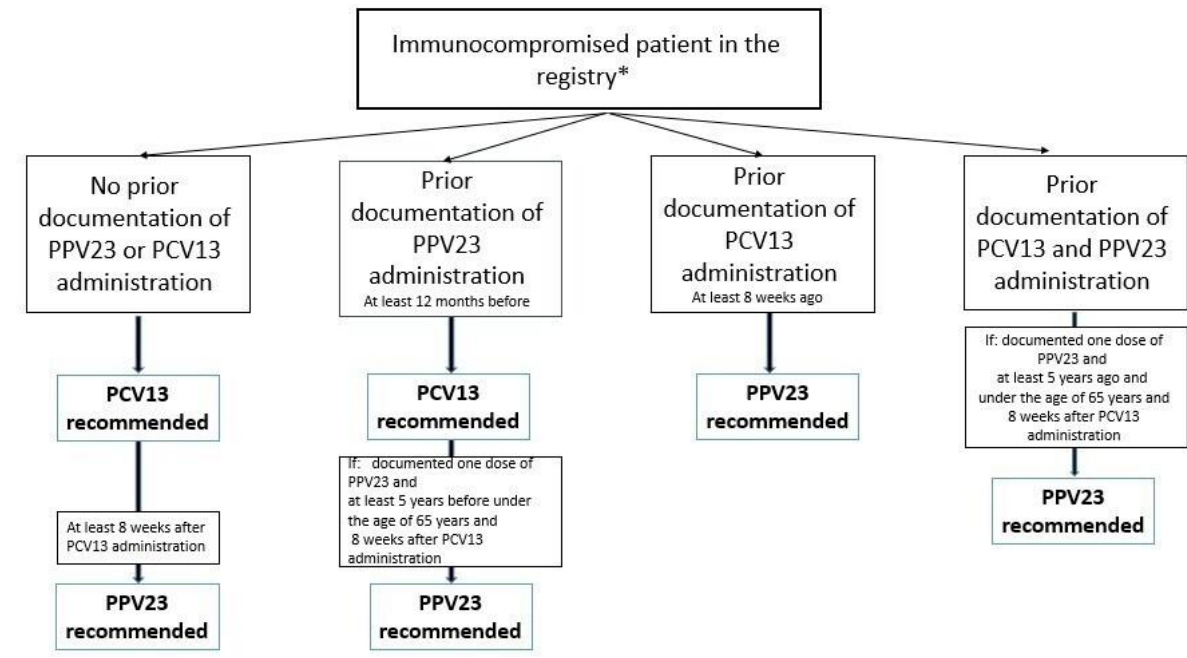 Immunocompromised patient in the
registry*
No prior
documentation of
PPV23 or PCV13
administration
PCV13
recommended
At least 8 weeks after
PCV13 administration
PPV23
recommended
Prior
documentation of
PPV23
administration
At least 12 months before
PCV13
recommended
If: documented one dose of
PPV23 and
at least 5 years before under
the age of 65 years and
8 weeks after PCV13
administration
PPV23
recommended
Prior
documentation of
PCV13
administration
At least 8 weeks ago
PPV23
recommended
Prior
documentation of
PCV13 and PPV23
administration
If: documented one dose of
PPV23 and
at least 5 years ago and
under the age of 65 years and
8 weeks after PCV13
administration
PPV23
recommended